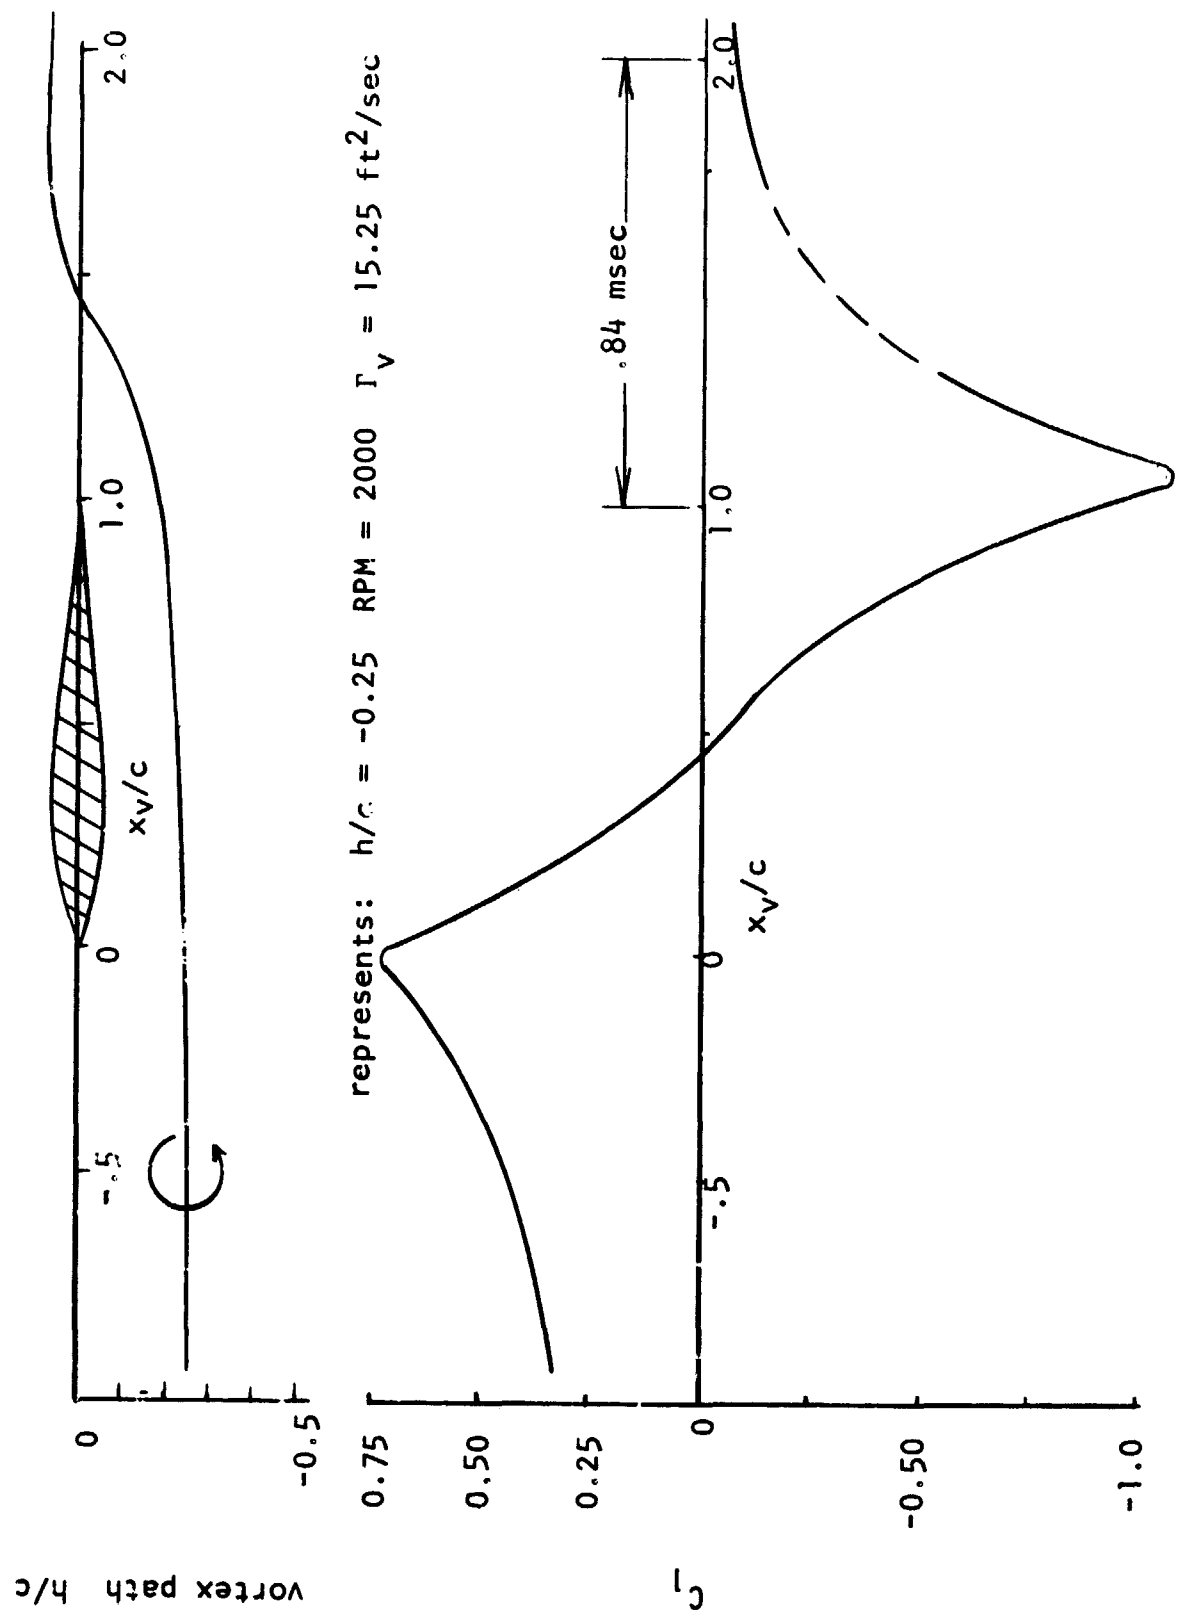 vortex path h/c
0
-0.5
-.5
0
1.0
2.0
x_v/c
represents: h/c = -0.25 RPM = 2000 Γ_v = 15.25 ft²/sec
C_l
0.75
0.50
0.25
0
-0.50
-1.0
-.5
0
1.0
2.0
x_v/c
.84 msec